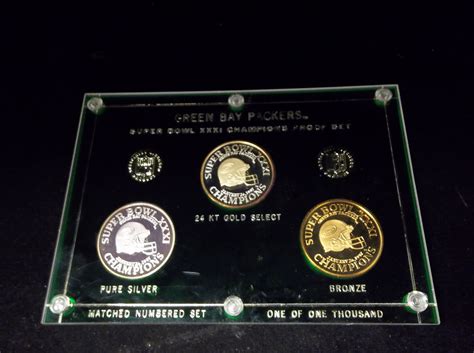 GREEN BAY PACKERS
SUPER BOWL XXXI CHAMPIONS PROOF SET
SUPER BOWL XXXI
CHAMPIONS
24 KT GOLD SELECT
SUPER BOWL XXXI
CHAMPIONS
SUPER BOWL XXXI
CHAMPIONS
PURE SILVER
BRONZE
MATCHED NUMBERED SET
ONE OF ONE THOUSAND